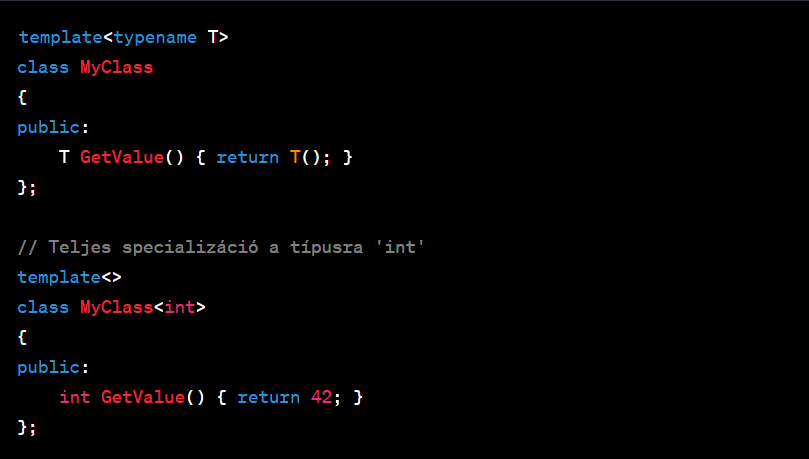 template<typename T>
class MyClass
{
public:
    T GetValue() { return T(); }
};

// Teljes specializáció a típusra 'int'
template<>
class MyClass<int>
{
public:
    int GetValue() { return 42; }
};